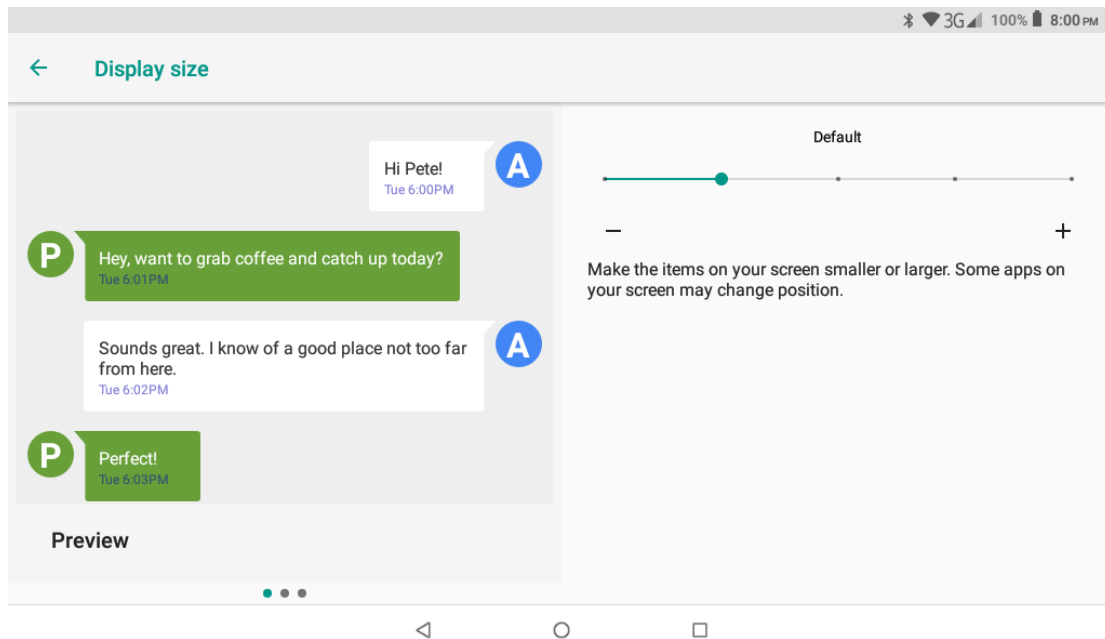 3G 100% 8:00 PM
Display size
Hi Pete!
Tue 6:00PM
A
P
Hey, want to grab coffee and catch up today?
Tue 6:01PM
Sounds great. I know of a good place not too far
from here.
Tue 6:02PM
A
P
Perfect!
Tue 6:03PM
Preview
Default
Make the items on your screen smaller or larger. Some apps on
your screen may change position.